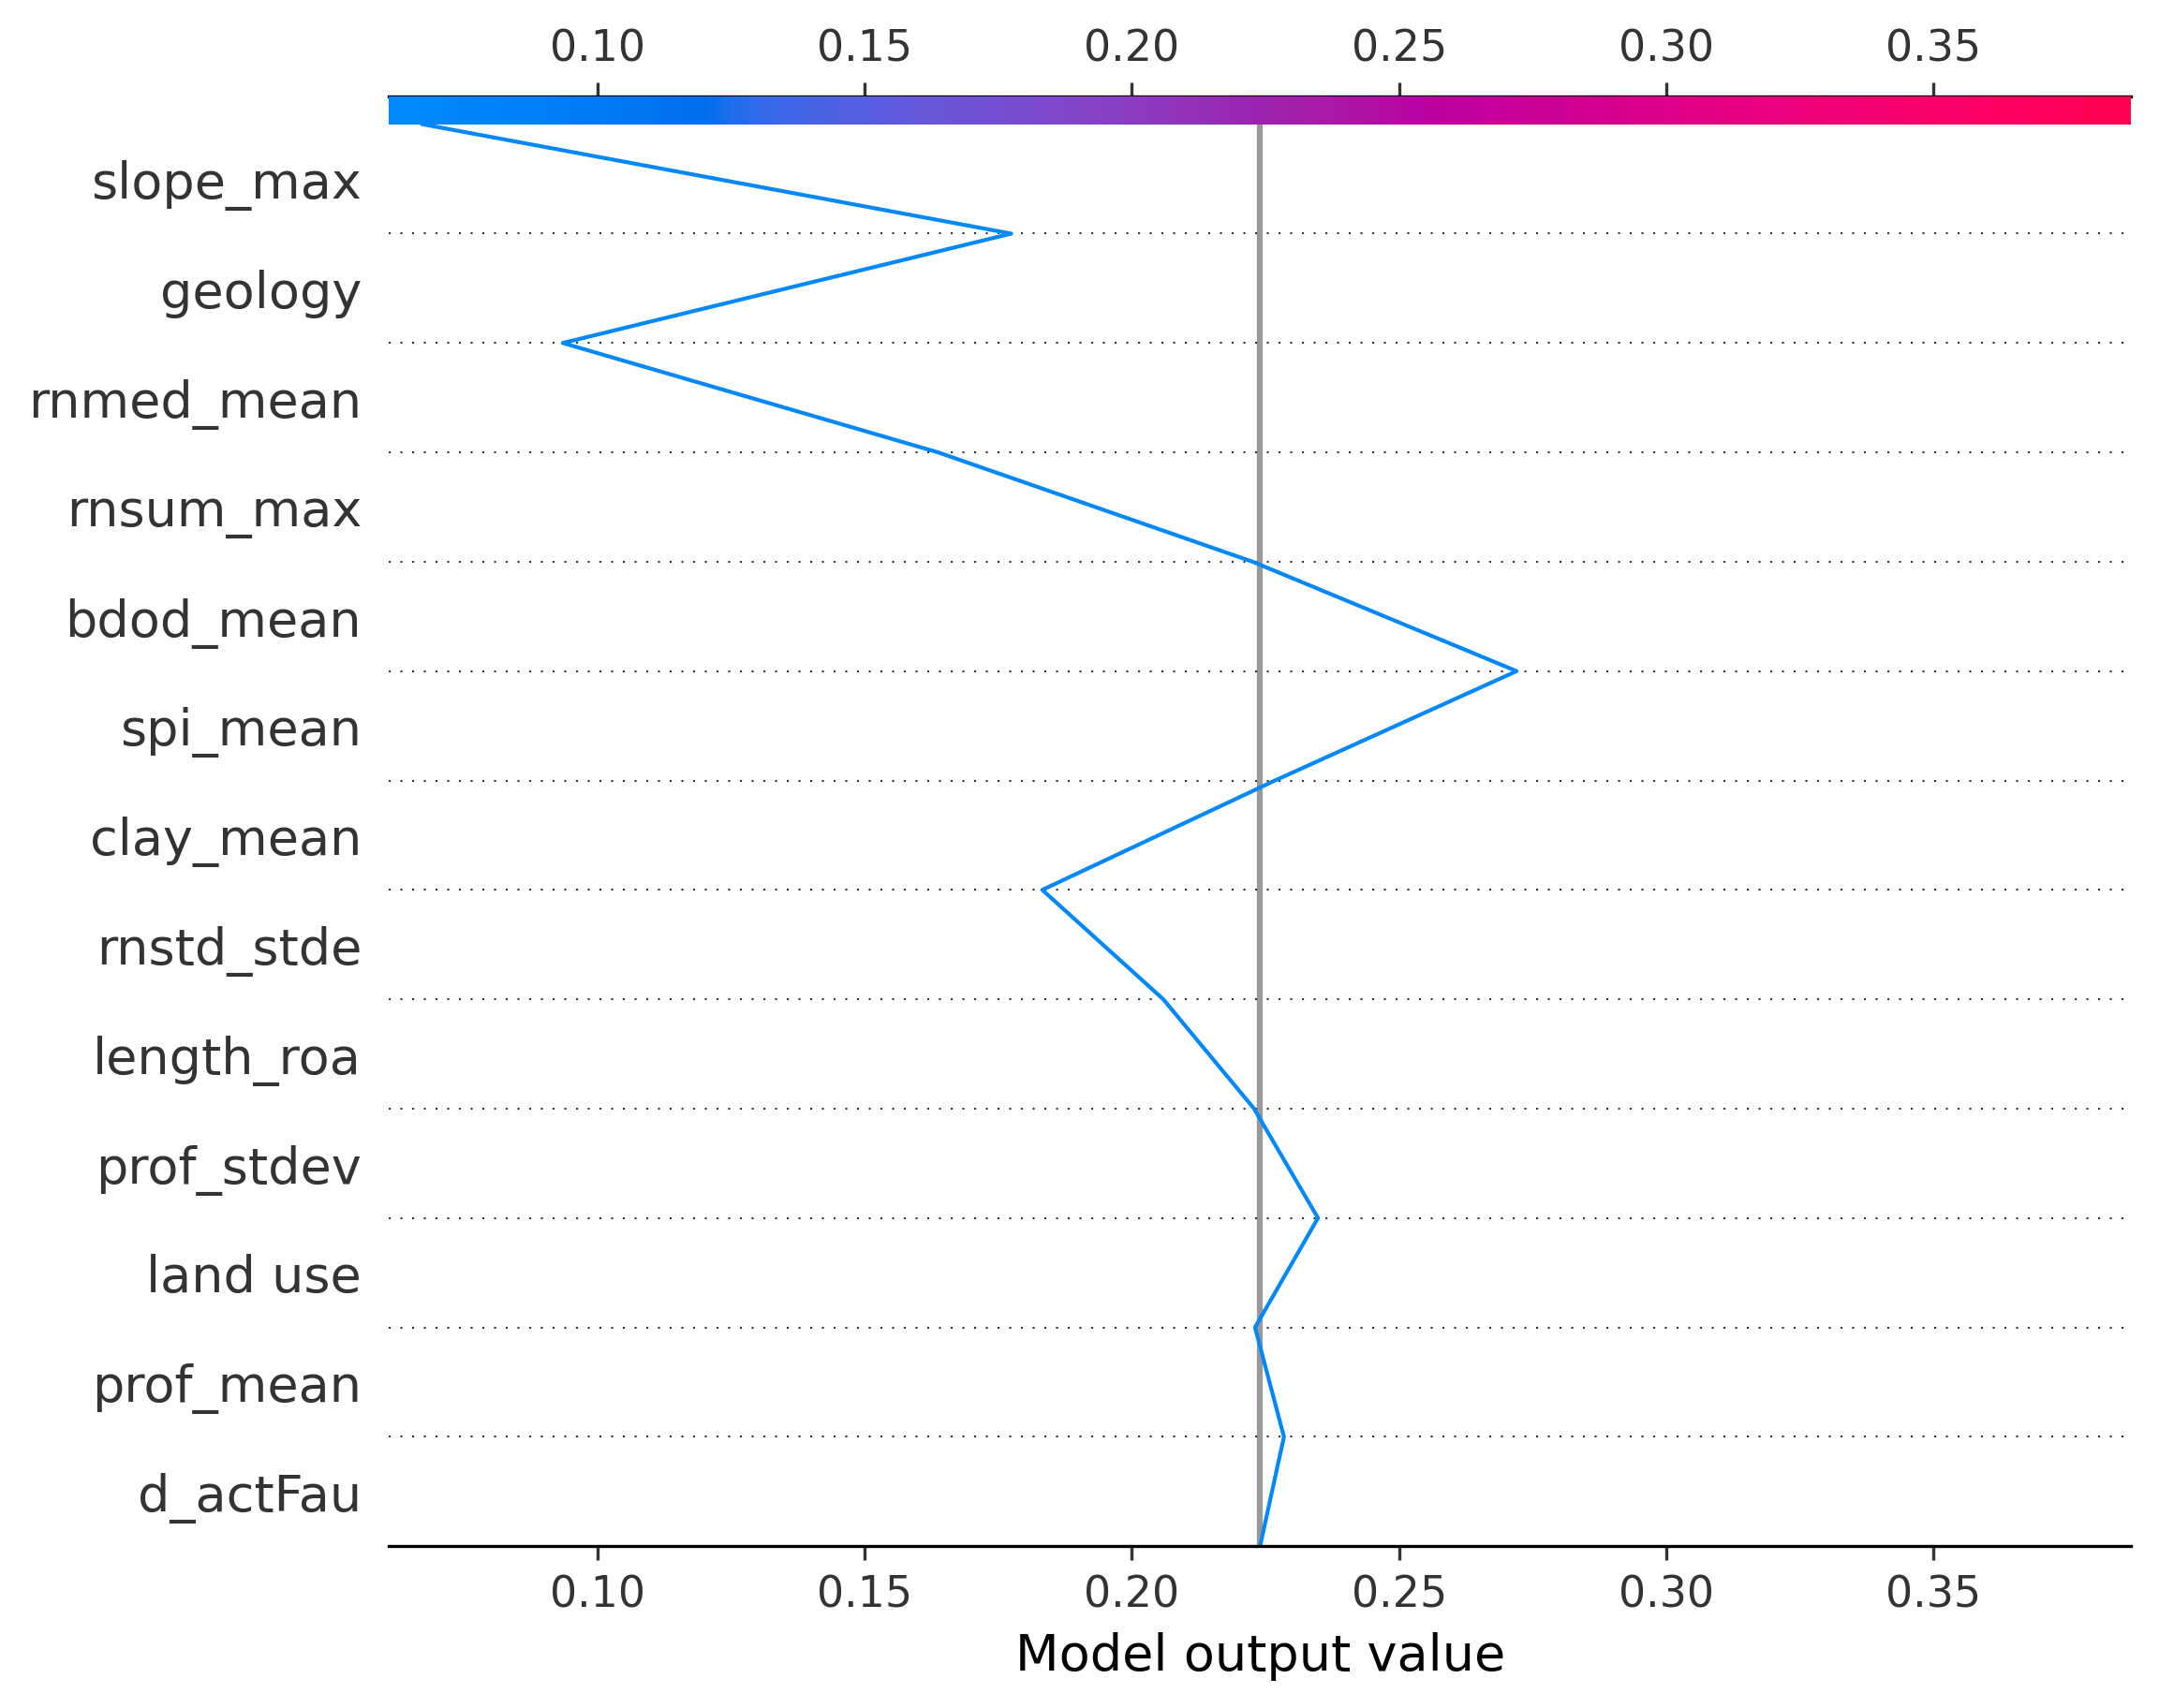 0.10 0.15 0.20 0.25 0.30 0.35
slope_max
geology
rnmed_mean
rnsum_max
bdod_mean
spi_mean
clay_mean
rnstd_stde
length_roa
prof_stdev
land use
prof_mean
d_actFau
0.10 0.15 0.20 0.25 0.30 0.35
Model output value